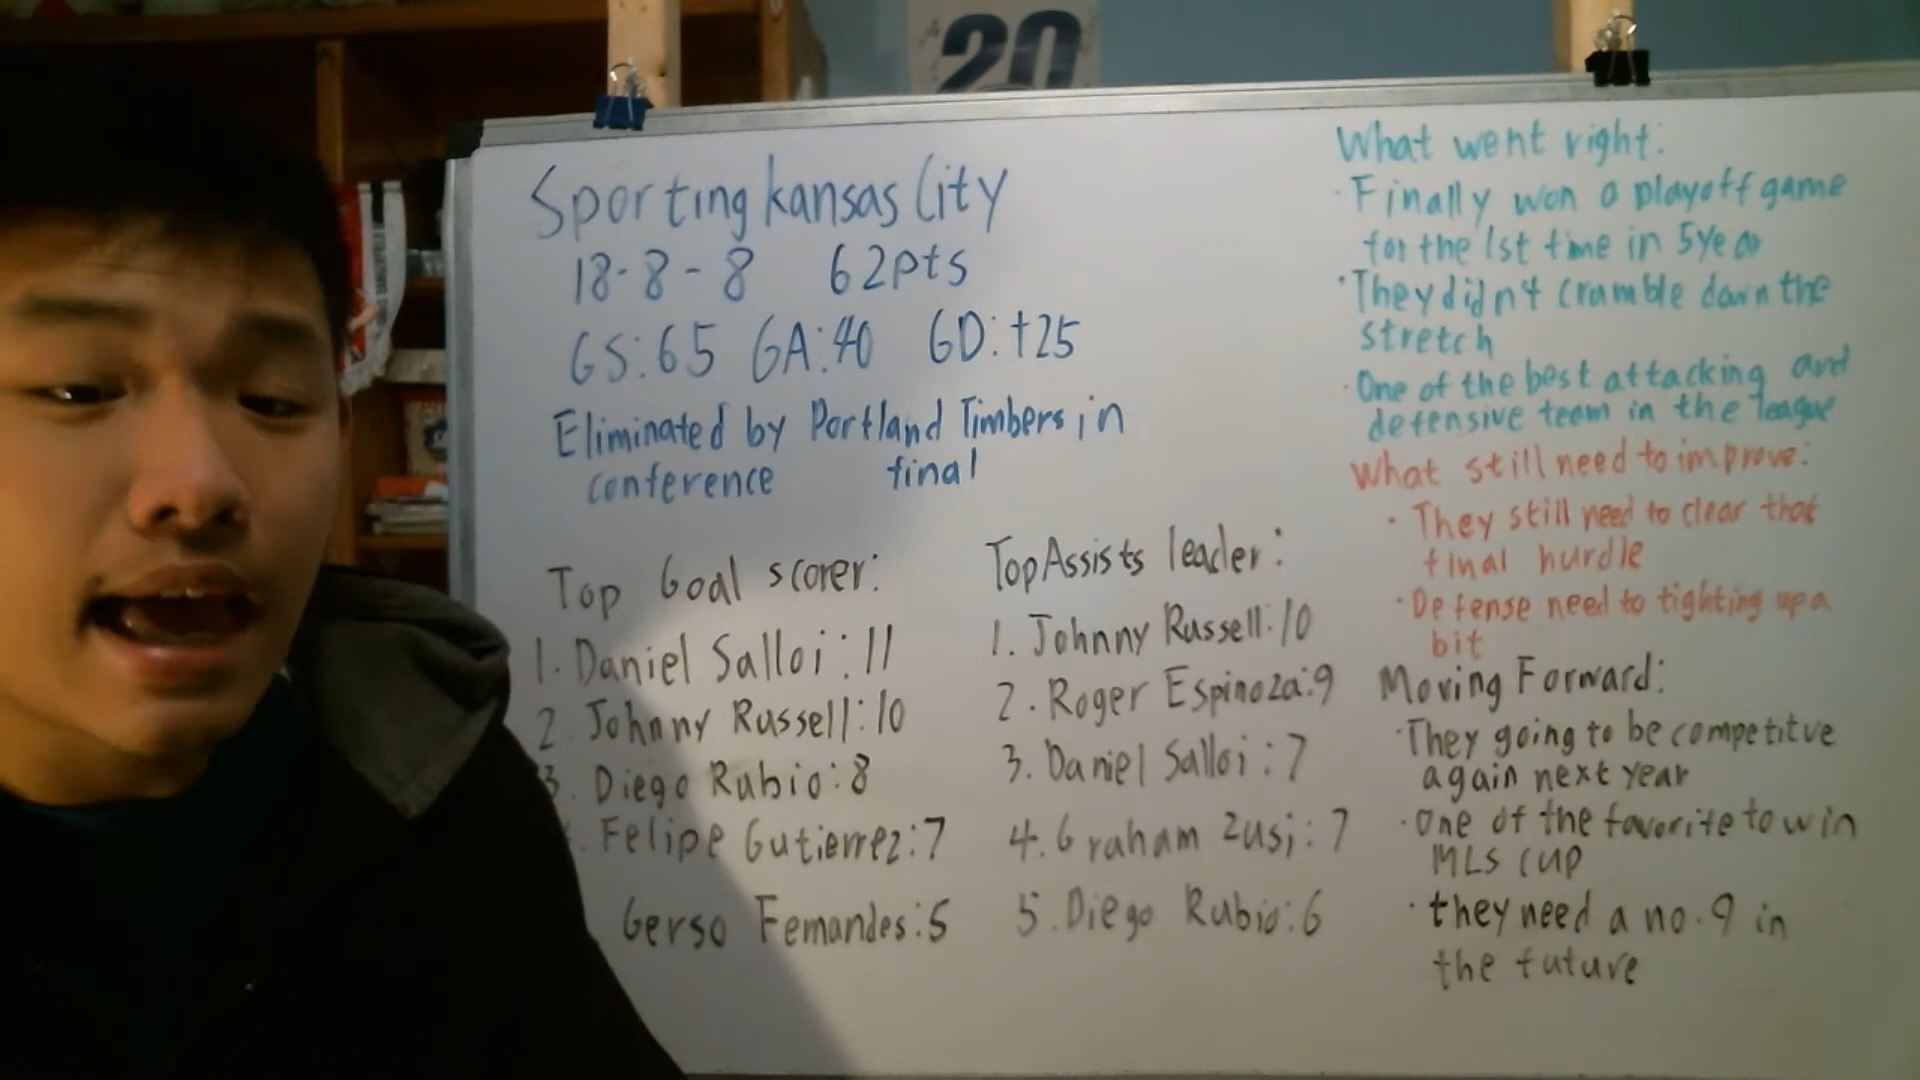 20
Sporting kansas City
18-8-8 62pts
GS:65 GA:40 GD:+25
Eliminated by Portland Timbers in
conference final
Top Goal scorer:
1. Daniel Salloi:11
2. Johnny Russell:10
3. Diego Rubio:8
. Felipe Gutierrez:7
Gerso Femandes:5
Top Assists leader:
1. Johnny Russell:10
2. Roger Espinoza:9
3. Daniel Salloi:7
4. Graham Zusi:7
5. Diego Rubio:6
What went right:
· Finally won a playoff game
for the 1st time in 5 year
· They didn't crumble down the
stretch
· One of the best attacking and
defensive team in the league
What still need to improve:
· They still need to clear that
final hurdle
· Defense need to tighting up a
bit
Moving Forward:
· They going to be competitve
again next year
· One of the favorite to win
MLS cup
· they need a no.9 in
the future